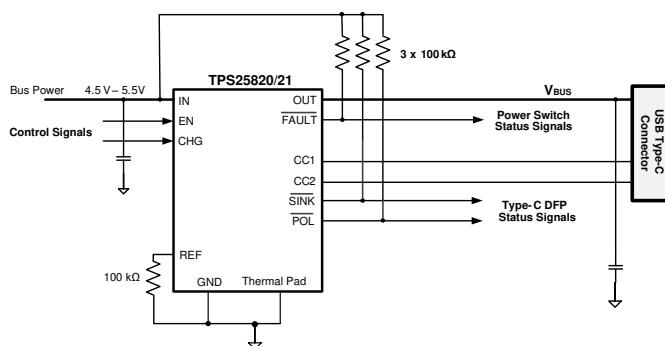 3 x 100 kΩ
TPS25820/21
Bus Power 4.5 V – 5.5V
IN
OUT
VBUS
Control Signals
EN
FAULT
Power Switch
Status Signals
CHG
CC1
CC2
USB Type-C
Connector
SINK
Type-C DFP
Status Signals
POL
REF
100 kΩ
GND
Thermal Pad